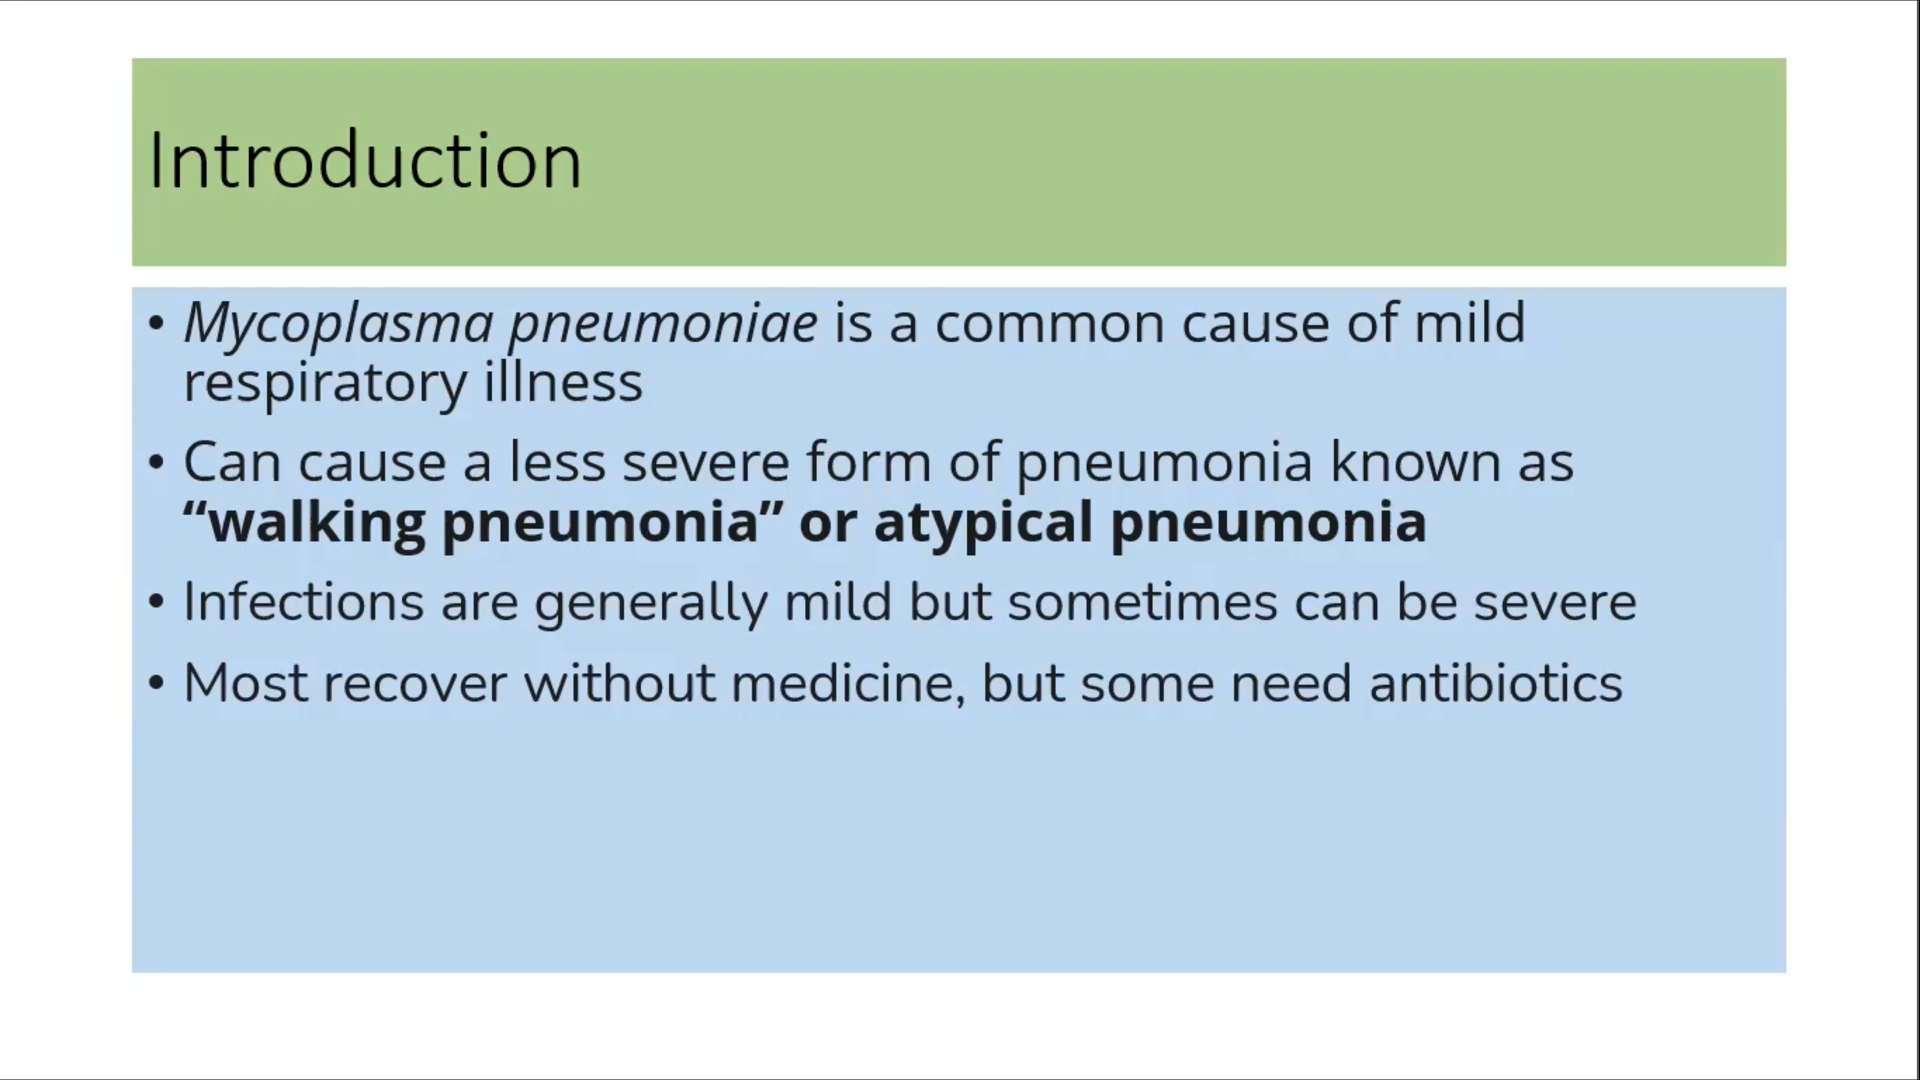 Introduction
• Mycoplasma pneumoniae is a common cause of mild
respiratory illness
• Can cause a less severe form of pneumonia known as
“walking pneumonia” or atypical pneumonia
• Infections are generally mild but sometimes can be severe
• Most recover without medicine, but some need antibiotics